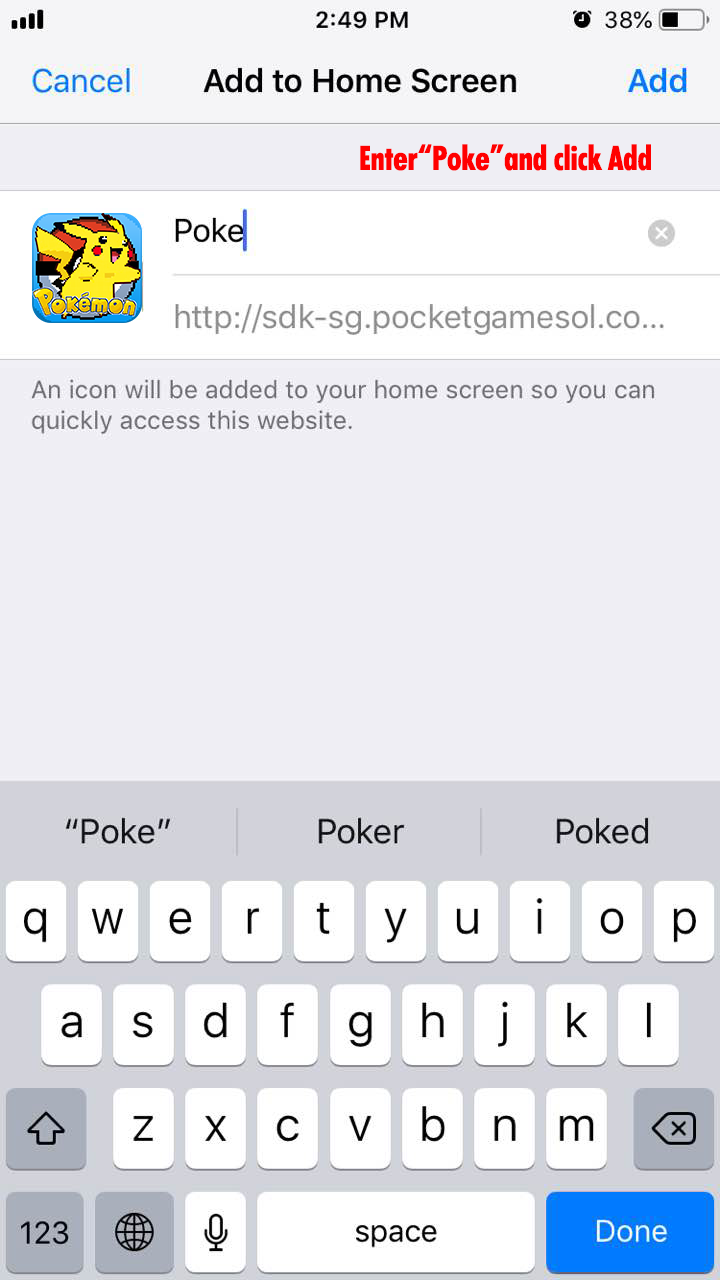 2:49 PM
38%
Cancel
Add to Home Screen
Add
Enter“Poke”and click Add
Poke
Pokémon
http://sdk-sg.pocketgamesol.co...
An icon will be added to your home screen so you can
quickly access this website.
“Poke” Poker Poked
q w e r t y u i o p
a s d f g h j k l
z x c v b n m
123 space Done